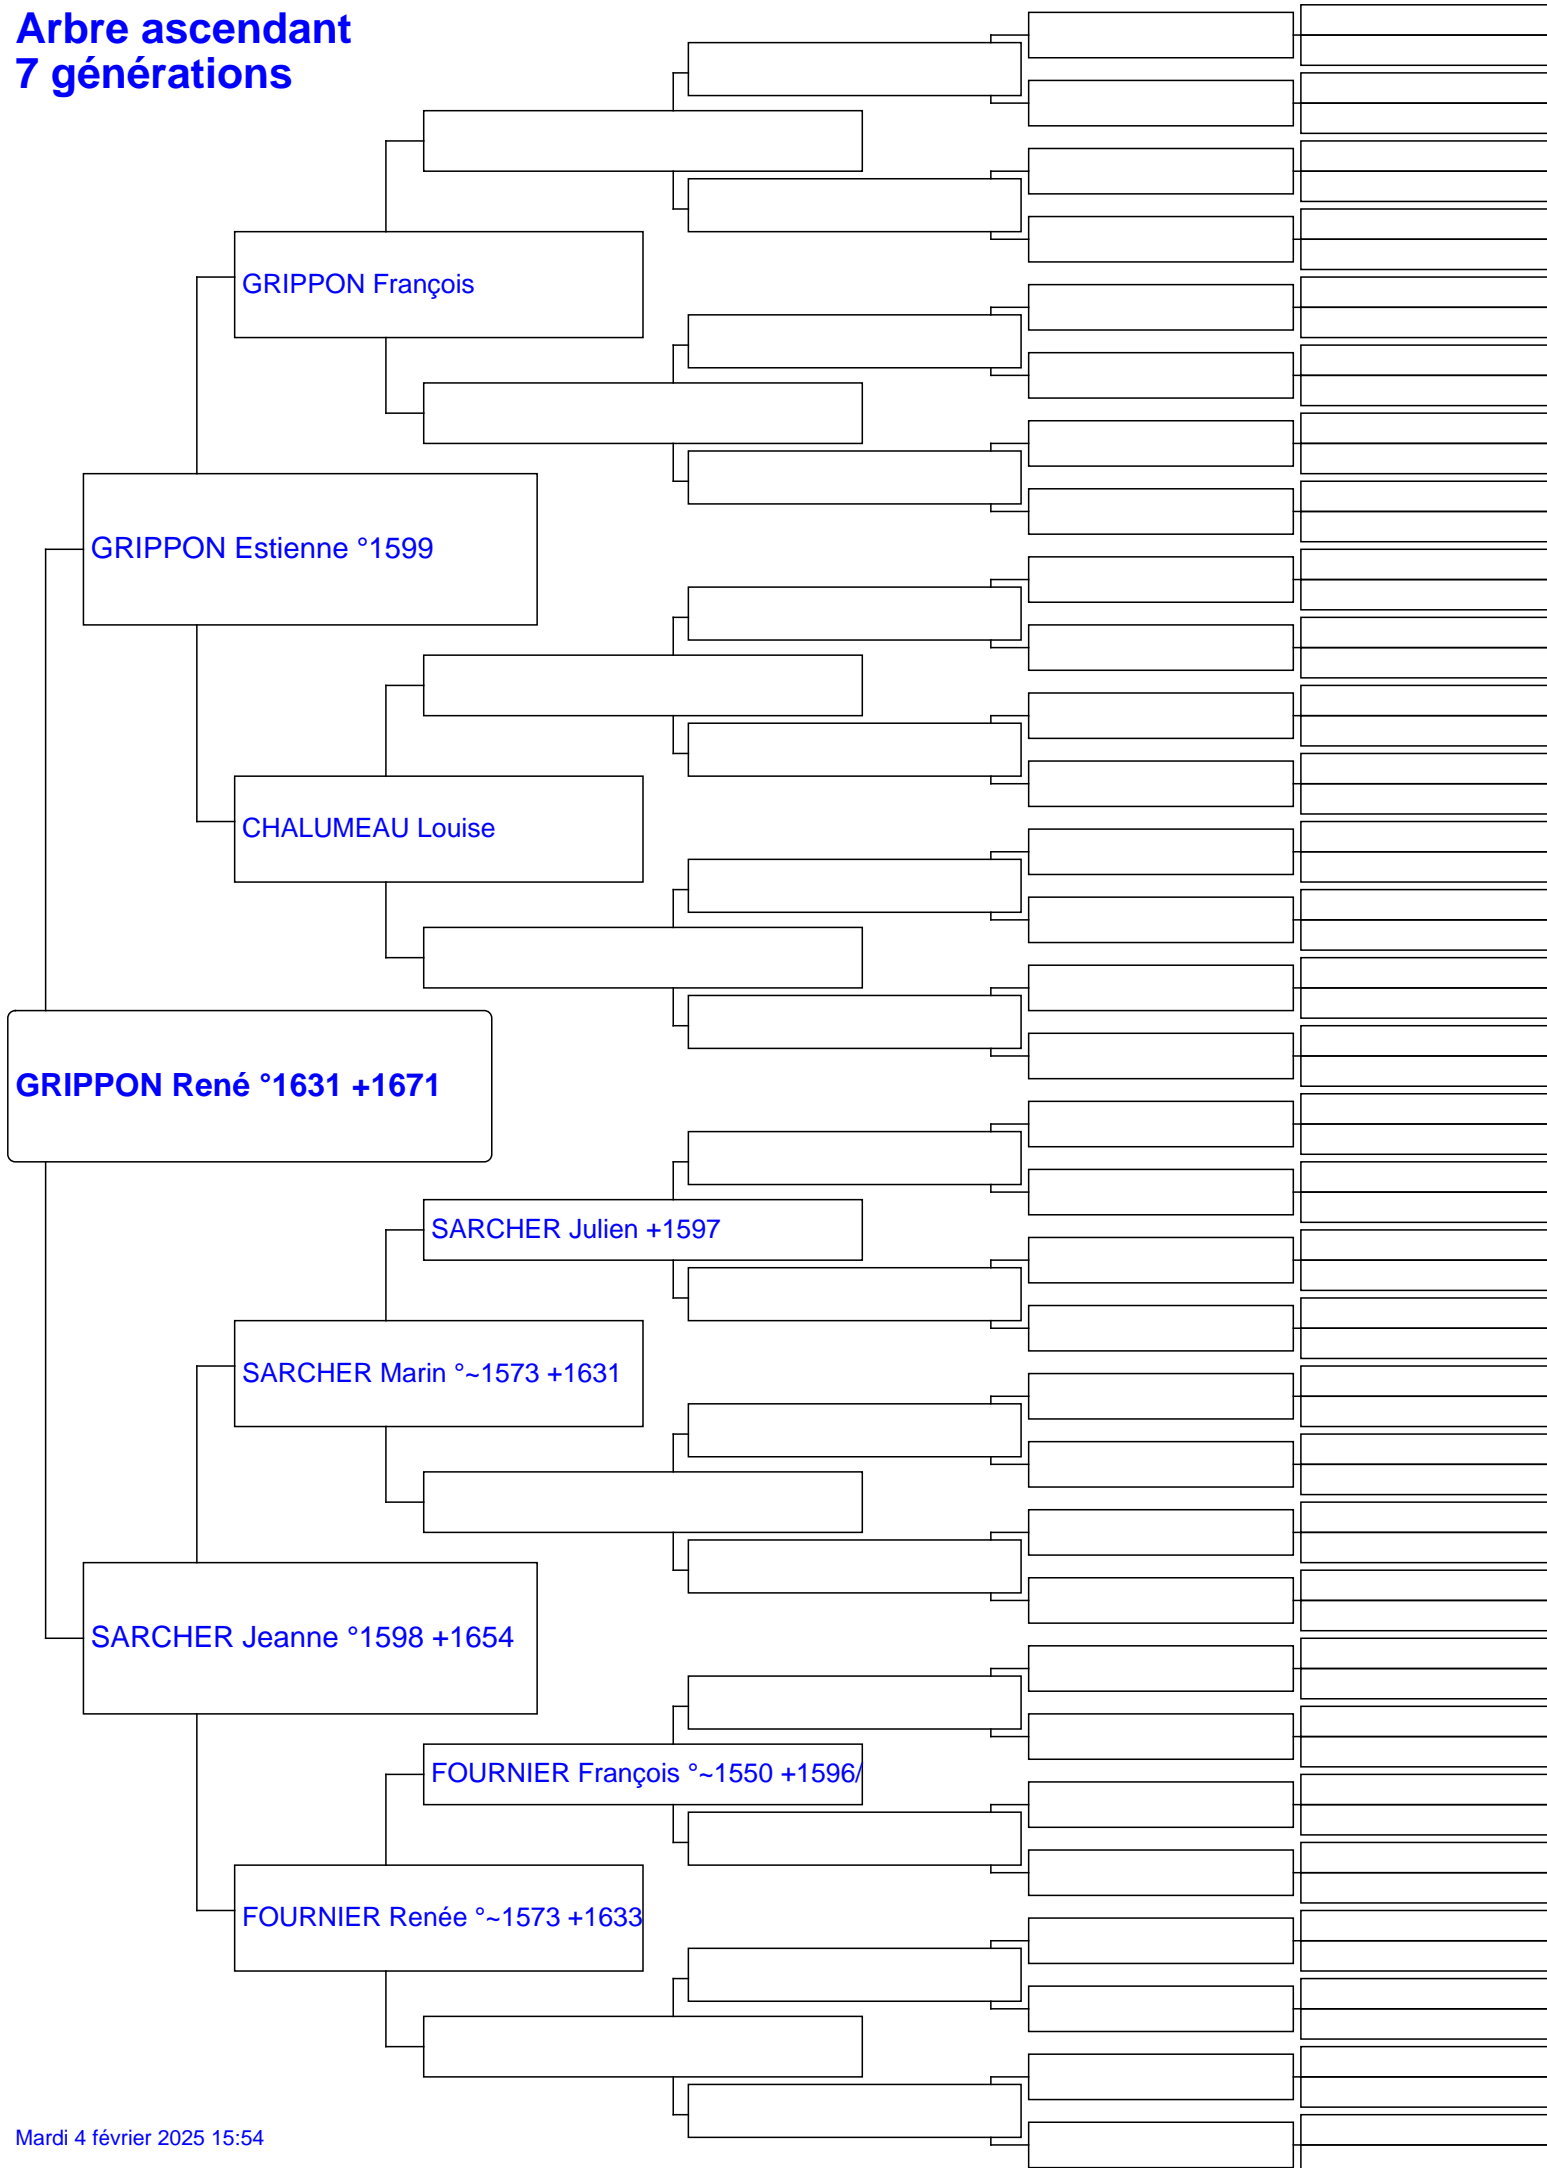 Arbre ascendant
7 générations
GRIPPON François
GRIPPON Estienne °1599
CHALUMEAU Louise
GRIPPON René °1631 +1671
SARCHER Julien +1597
SARCHER Marin °~1573 +1631
SARCHER Jeanne °1598 +1654
FOURNIER François °~1550 +1596/
FOURNIER Renée °~1573 +1633
Mardi 4 février 2025 15:54